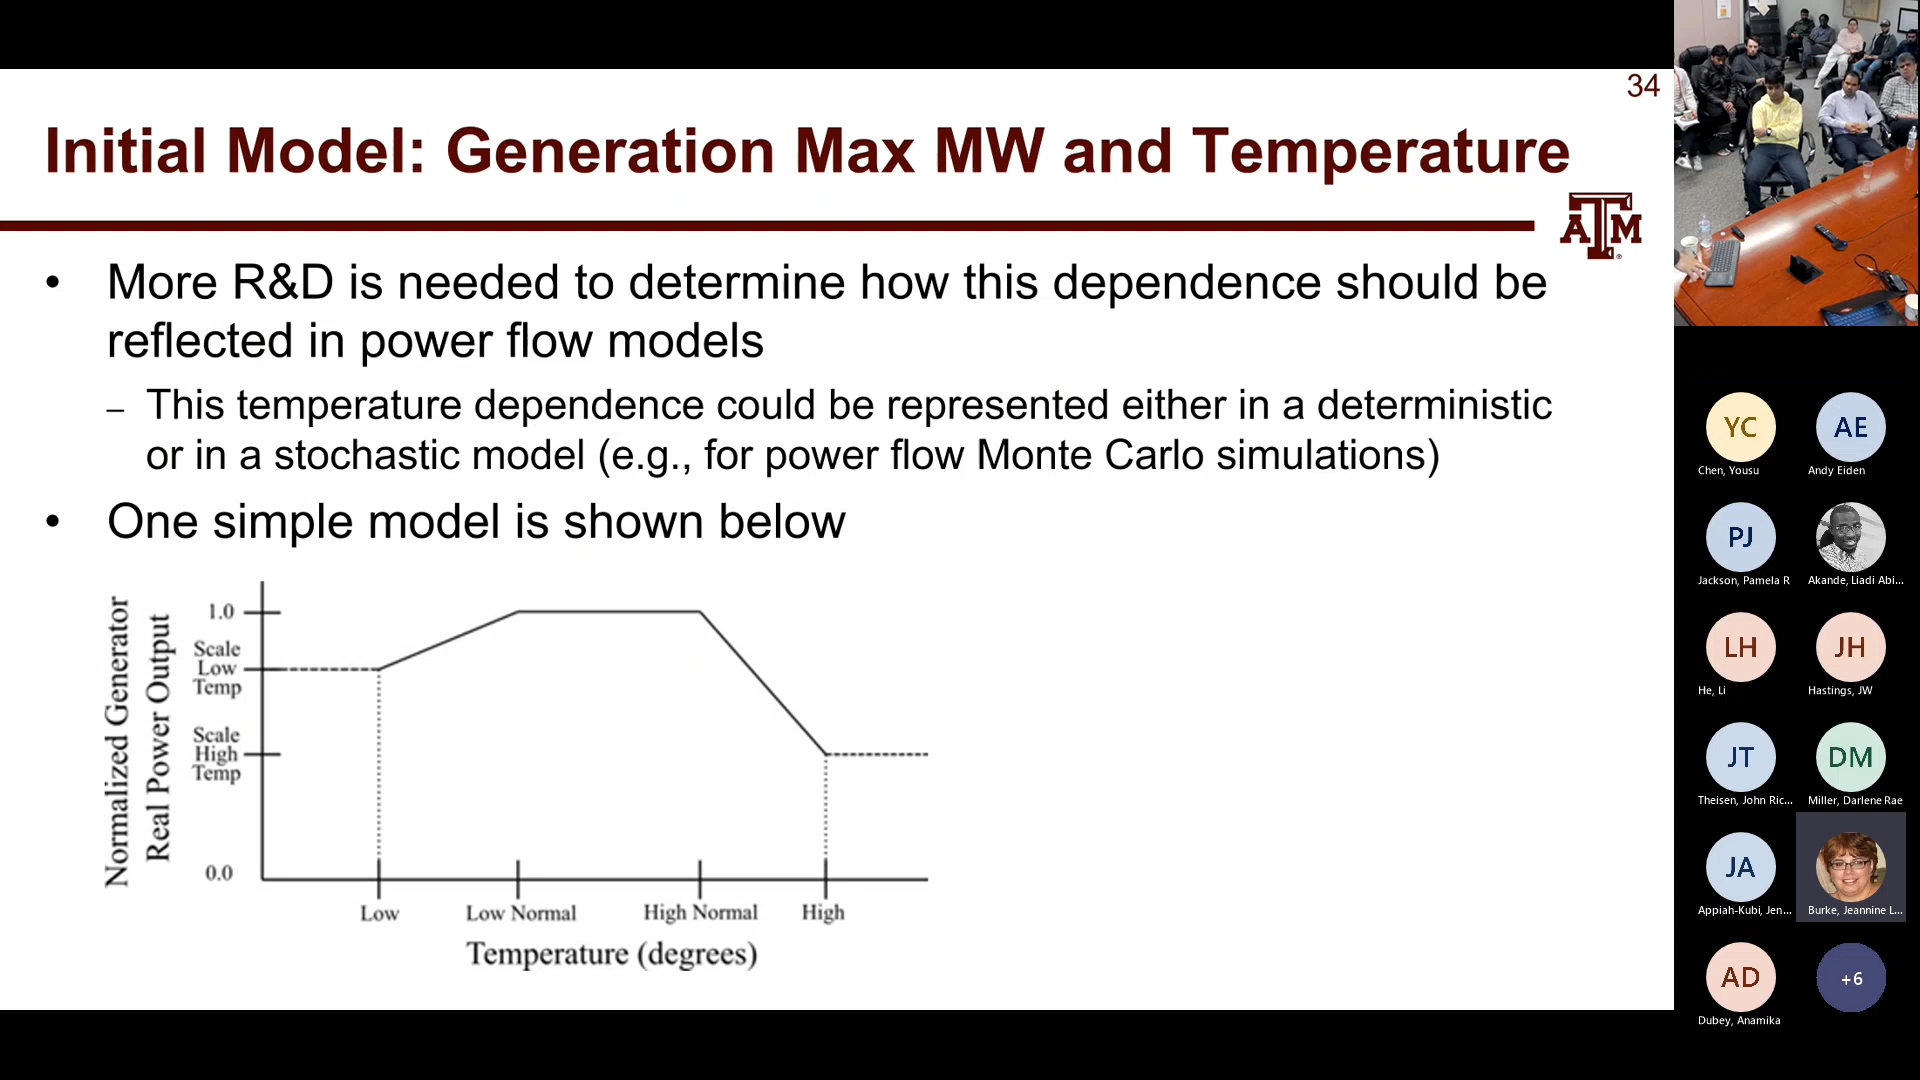 34
Initial Model: Generation Max MW and Temperature
ATM
• More R&D is needed to determine how this dependence should be
reflected in power flow models
– This temperature dependence could be represented either in a deterministic
or in a stochastic model (e.g., for power flow Monte Carlo simulations)
• One simple model is shown below
Normalized Generator
Real Power Output
1.0
Scale
Low
Temp
Scale
High
Temp
0.0
Low
Low Normal
High Normal
High
Temperature (degrees)
YC
Chen, Yousu
AE
Andy Eiden
PJ
Jackson, Pamela R
Akande, Liadi Abi...
LH
He, Li
JH
Hastings, JW
JT
Theisen, John Ric...
DM
Miller, Darlene Rae
JA
Appiah-Kubi, Jen...
Burke, Jeannine L...
AD
Dubey, Anamika
+6